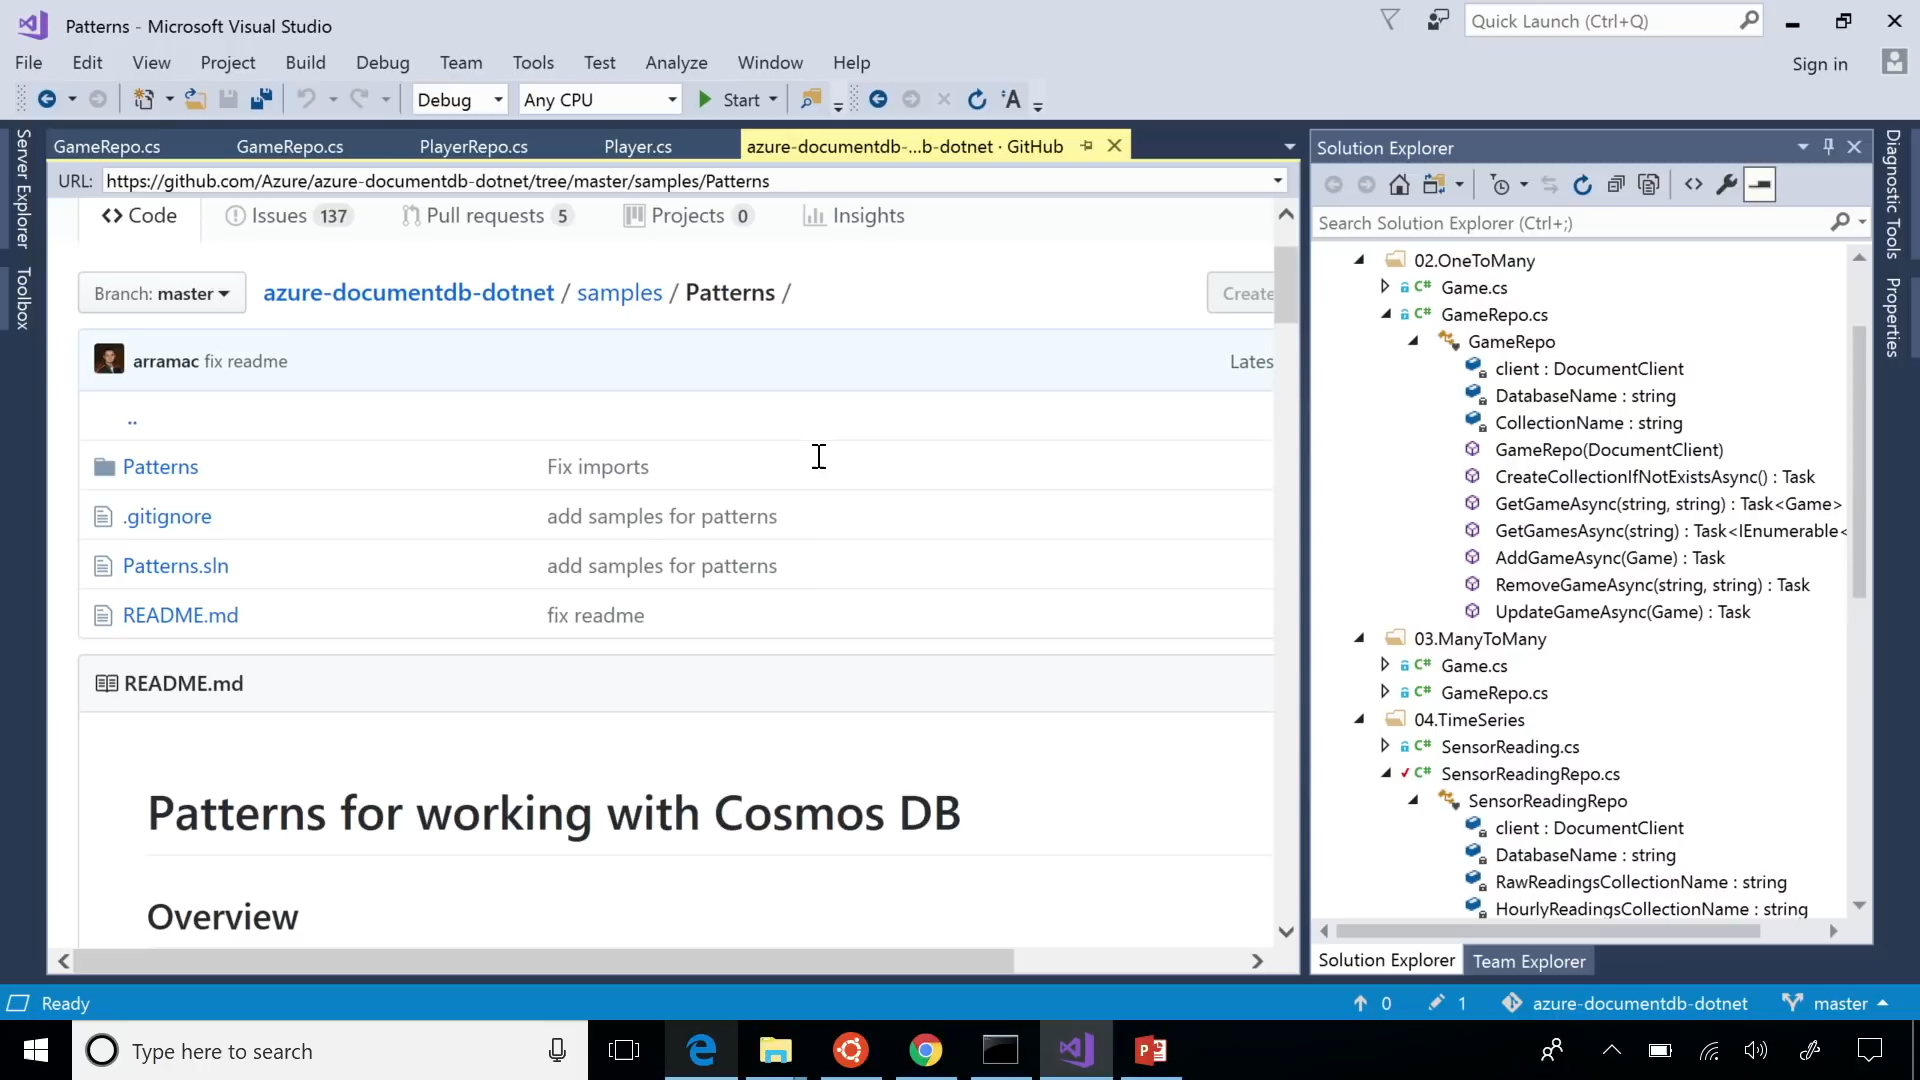 Patterns - Microsoft Visual Studio
Quick Launch (Ctrl+Q)
File Edit View Project Build Debug Team Tools Test Analyze Window Help
Sign in
Debug Any CPU Start
GameRepo.cs GameRepo.cs PlayerRepo.cs Player.cs azure-documentdb-...b-dotnet · GitHub
URL: https://github.com/Azure/azure-documentdb-dotnet/tree/master/samples/Patterns
Code Issues 137 Pull requests 5 Projects 0 Insights
Branch: master azure-documentdb-dotnet / samples / Patterns /
Create
arramac fix readme
Lates
..
Patterns Fix imports
.gitignore add samples for patterns
Patterns.sln add samples for patterns
README.md fix readme
README.md
Patterns for working with Cosmos DB
Overview
Server Explorer
Toolbox
Solution Explorer
Search Solution Explorer (Ctrl+;)
02.OneToMany
C# Game.cs
C# GameRepo.cs
GameRepo
client : DocumentClient
DatabaseName : string
CollectionName : string
GameRepo(DocumentClient)
CreateCollectionIfNotExistsAsync() : Task
GetGameAsync(string, string) : Task<Game>
GetGamesAsync(string) : Task<IEnumerable<
AddGameAsync(Game) : Task
RemoveGameAsync(string, string) : Task
UpdateGameAsync(Game) : Task
03.ManyToMany
C# Game.cs
C# GameRepo.cs
04.TimeSeries
C# SensorReading.cs
C# SensorReadingRepo.cs
SensorReadingRepo
client : DocumentClient
DatabaseName : string
RawReadingsCollectionName : string
HourlyReadingsCollectionName : string
Solution Explorer Team Explorer
Diagnostic Tools
Properties
Ready
0 1 azure-documentdb-dotnet master
Type here to search